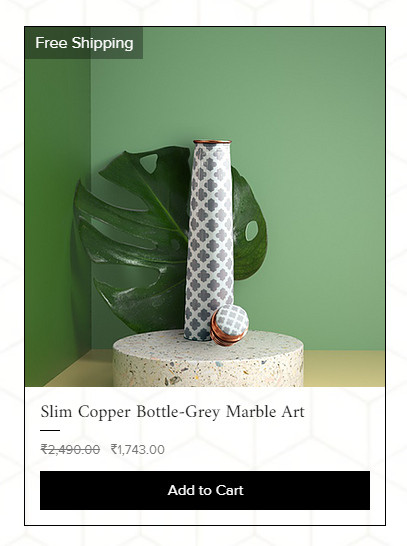 Free Shipping
Slim Copper Bottle-Grey Marble Art
₹2,490.00 ₹1,743.00
Add to Cart